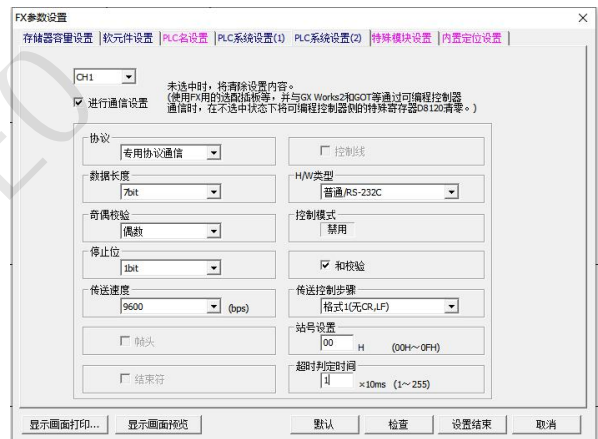 FX参数设置
存储器容量设置 软元件设置 PLC名设置 PLC系统设置(1) PLC系统设置(2) 特殊模块设置 内置定位设置
CH1
进行通信设置
未选中时，将清除设置内容。
(使用FX用的选配插板等，并与GX Works2和GOT等通过可编程控制器
通信时，在不选中状态下将可编程控制器侧的特殊寄存器D8120清零。)
协议
专用协议通信
控制线
数据长度
7bit
H/W类型
普通/RS-232C
奇偶校验
偶数
控制模式
禁用
停止位
1bit
和校验
传送速度
9600 (bps)
传送控制步骤
格式1(无CR,LF)
帧头
站号设置
00 H (00H～0FH)
结束符
超时判定时间
1 ×10ms (1～255)
显示画面打印... 显示画面预览 默认 检查 设置结束 取消